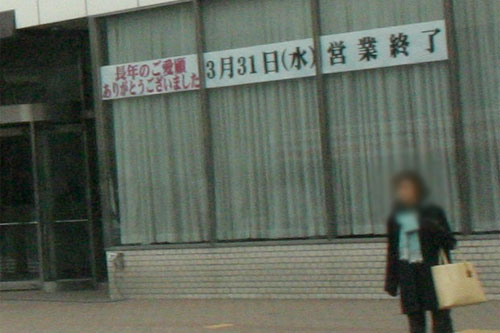 長年のご愛顧
ありがとうございました
3月31日(水)営業終了